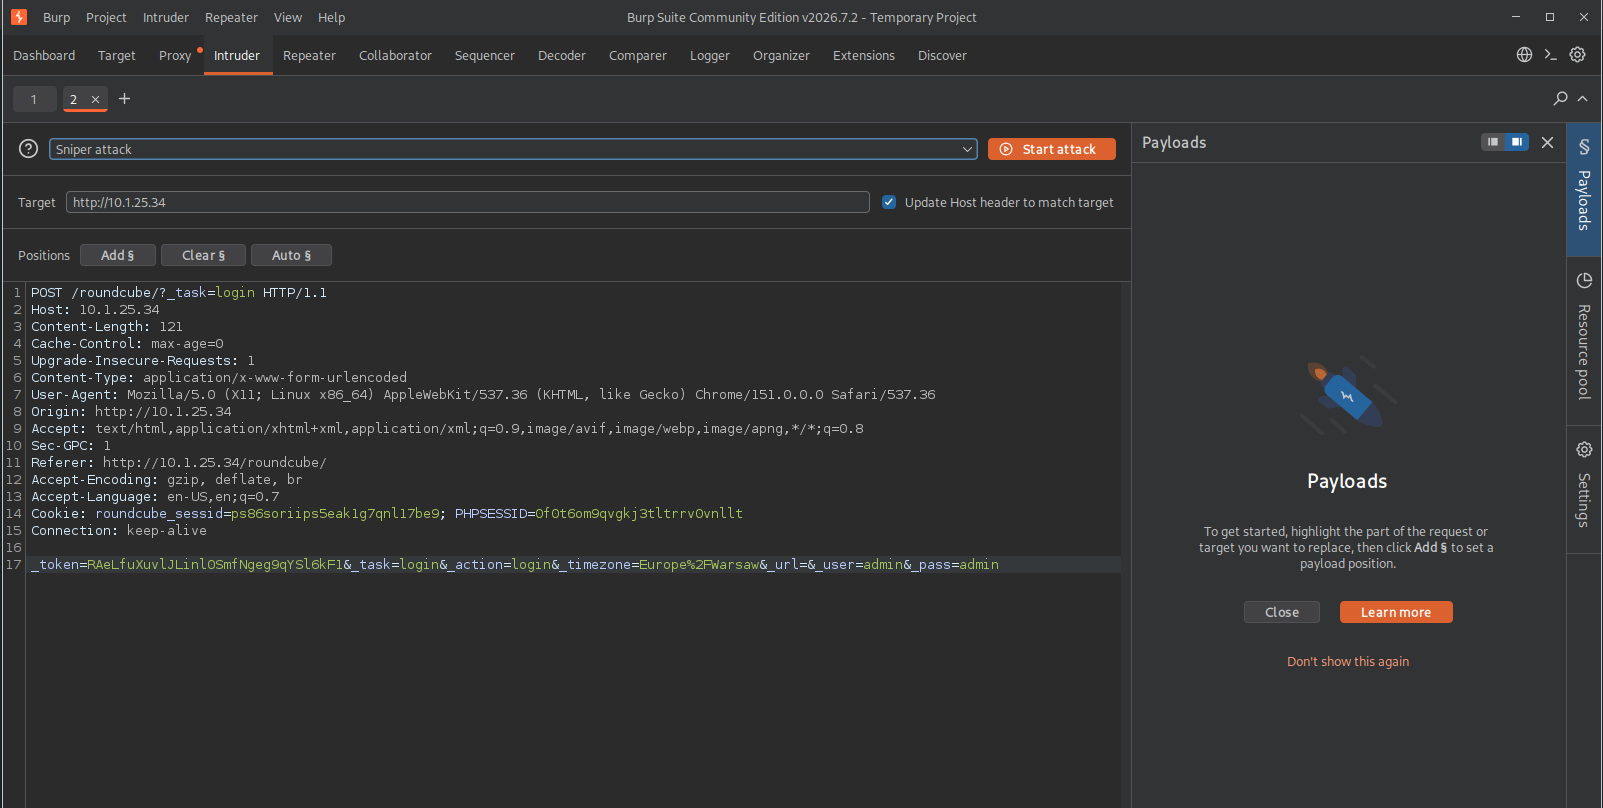 Burp Project Intruder Repeater View Help
Burp Suite Community Edition v2026.7.2 - Temporary Project
Dashboard Target Proxy Intruder Repeater Collaborator Sequencer Decoder Comparer Logger Organizer Extensions Discover
1 2 × +
Sniper attack
Start attack
Target http://10.1.25.34
Update Host header to match target
Positions Add § Clear § Auto §
1 POST /roundcube/?_task=login HTTP/1.1
2 Host: 10.1.25.34
3 Content-Length: 121
4 Cache-Control: max-age=0
5 Upgrade-Insecure-Requests: 1
6 Content-Type: application/x-www-form-urlencoded
7 User-Agent: Mozilla/5.0 (X11; Linux x86_64) AppleWebKit/537.36 (KHTML, like Gecko) Chrome/151.0.0.0 Safari/537.36
8 Origin: http://10.1.25.34
9 Accept: text/html,application/xhtml+xml,application/xml;q=0.9,image/avif,image/webp,image/apng,*/*;q=0.8
10 Sec-GPC: 1
11 Referer: http://10.1.25.34/roundcube/
12 Accept-Encoding: gzip, deflate, br
13 Accept-Language: en-US,en;q=0.7
14 Cookie: roundcube_sessid=ps86soriips5eak1g7qnl17be9; PHPSESSID=0f0t6om9qvgkj3tltrrv0vnllt
15 Connection: keep-alive
16
17 _token=RAeLfuXuvlJLinlOSmfNgeg9qYSl6kF1&_task=login&_action=login&_timezone=Europe%2FWarsaw&_url=&_user=admin&_pass=admin
Payloads
Payloads
To get started, highlight the part of the request or
target you want to replace, then click Add § to set a
payload position.
Close Learn more
Don't show this again
§ Payloads
Resource pool
Settings